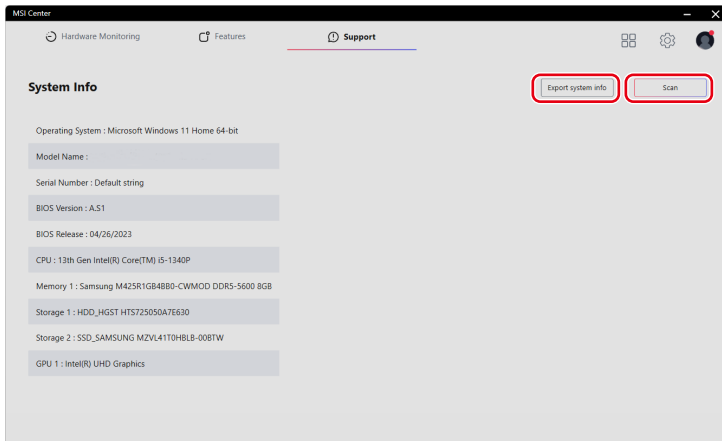 MSI Center
Hardware Monitoring
Features
Support
System Info
Export system info
Scan
Operating System : Microsoft Windows 11 Home 64-bit
Model Name :
Serial Number : Default string
BIOS Version : A.S1
BIOS Release : 04/26/2023
CPU : 13th Gen Intel(R) Core(TM) i5-1340P
Memory 1 : Samsung M425R1GB4BB0-CWMOD DDR5-5600 8GB
Storage 1 : HDD_HGST HTS725050A7E630
Storage 2 : SSD_SAMSUNG MZVL41T0HBLB-00BTW
GPU 1 : Intel(R) UHD Graphics